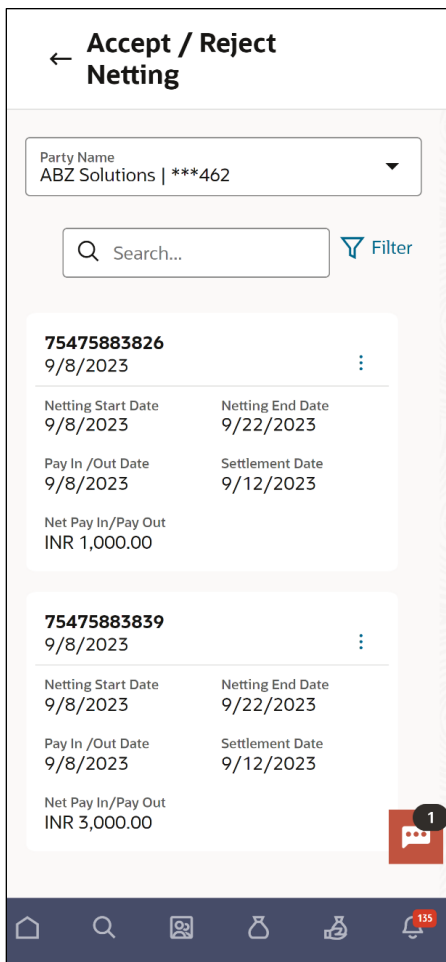 Accept / Reject
Netting
Party Name
ABZ Solutions | ***462
Search...
Filter
75475883826
9/8/2023
Netting Start Date Netting End Date
9/8/2023 9/22/2023
Pay In /Out Date Settlement Date
9/8/2023 9/12/2023
Net Pay In/Pay Out
INR 1,000.00
75475883839
9/8/2023
Netting Start Date Netting End Date
9/8/2023 9/22/2023
Pay In /Out Date Settlement Date
9/8/2023 9/12/2023
Net Pay In/Pay Out
INR 3,000.00
1
135